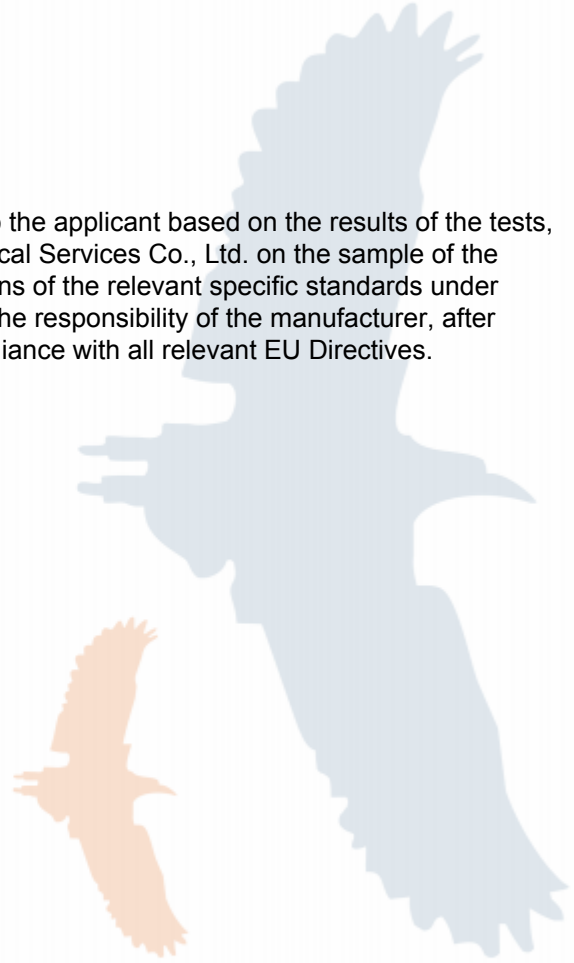 the applicant based on the results of the tests,
cal Services Co., Ltd. on the sample of the
ns of the relevant specific standards under
he responsibility of the manufacturer, after
liance with all relevant EU Directives.